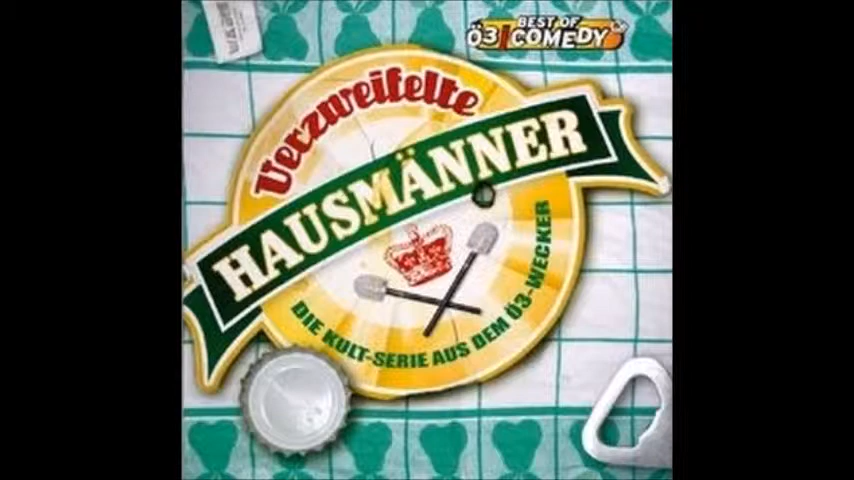 BEST OF
Ö3 COMEDY
Verzweifelte
HAUSMÄNNER
DIE KULT-SERIE AUS DEM Ö3-WECKER